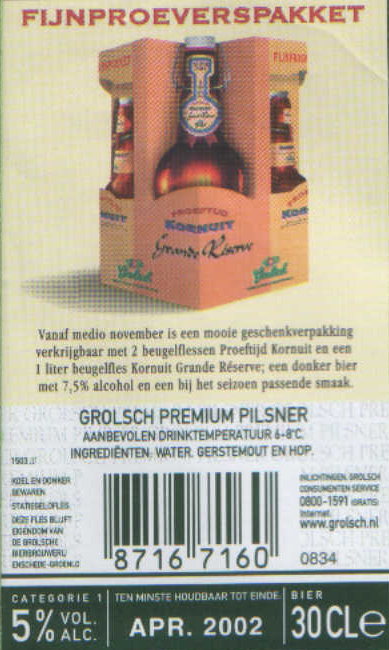 FIJNPROEVERSPAKKET
PROEFTIJD
KORNUIT
Grande Réserve
Grolsch
Grolsch
Vanaf medio november is een mooie geschenkverpakking
verkrijgbaar met 2 beugelflessen Proeftijd Kornuit en een
1 liter beugelfles Kornuit Grande Réserve; een donker bier
met 7,5% alcohol en een bij het seizoen passende smaak.
GROLSCH PREMIUM PILSNER
AANBEVOLEN DRINKTEMPERATUUR 6-8°C.
INGREDIËNTEN: WATER, GERSTEMOUT EN HOP.
KOEL EN DONKER
BEWAREN
STATIEGELDFLES
DEZE FLES BLIJFT
EIGENDOM VAN
DE GROLSCHE
BIERBROUWERIJ
ENSCHEDE-GROENLO
8716 7160
INLICHTINGEN: GROLSCH
CONSUMENTEN SERVICE
0800-1591 (GRATIS)
Internet:
www.grolsch.nl
0834
CATEGORIE 1
5% VOL. ALC.
TEN MINSTE HOUDBAAR TOT EINDE:
APR. 2002
BIER
30CLe